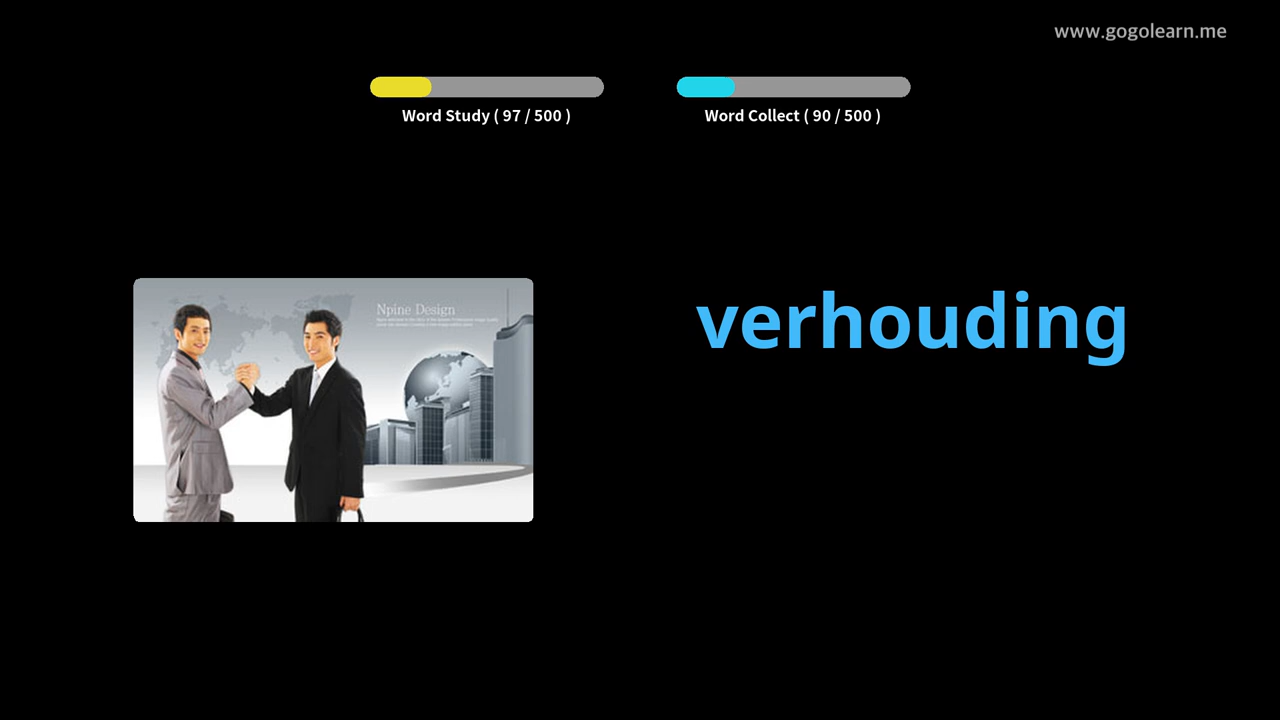 www.gogolearn.me
Word Study ( 97 / 500 )
Word Collect ( 90 / 500 )
Npine Design
verhouding